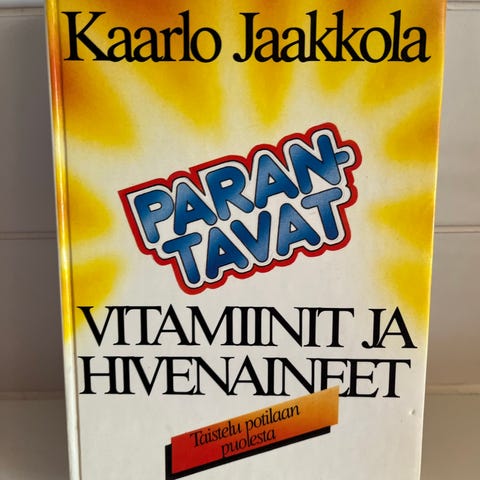 Kaarlo Jaakkola
PARAN-
TAVAT
VITAMIINIT JA
HIVENAINEET
Taistelu potilaan
puolesta